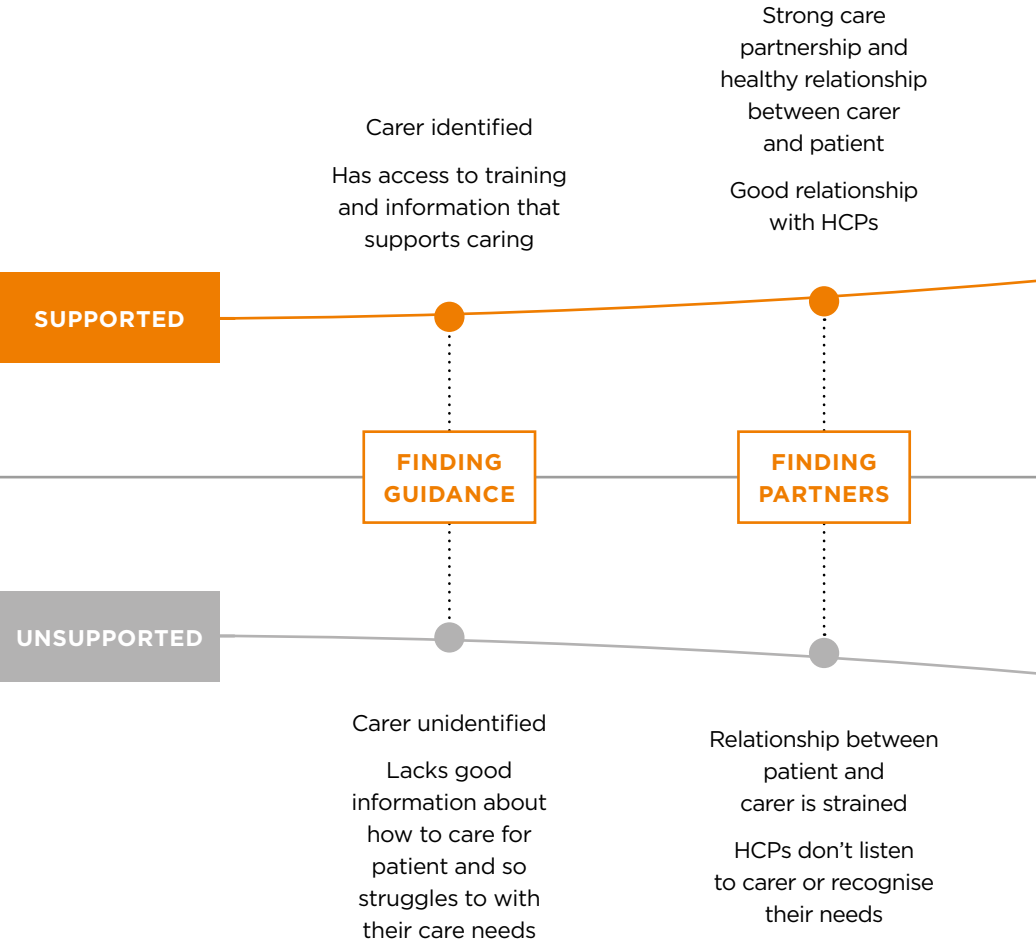 Strong care
partnership and
healthy relationship
between carer
and patient
Good relationship
with HCPs
Carer identified
Has access to training
and information that
supports caring
SUPPORTED
FINDING
GUIDANCE
FINDING
PARTNERS
UNSUPPORTED
Carer unidentified
Lacks good
information about
how to care for
patient and so
struggles to with
their care needs
Relationship between
patient and
carer is strained
HCPs don’t listen
to carer or recognise
their needs